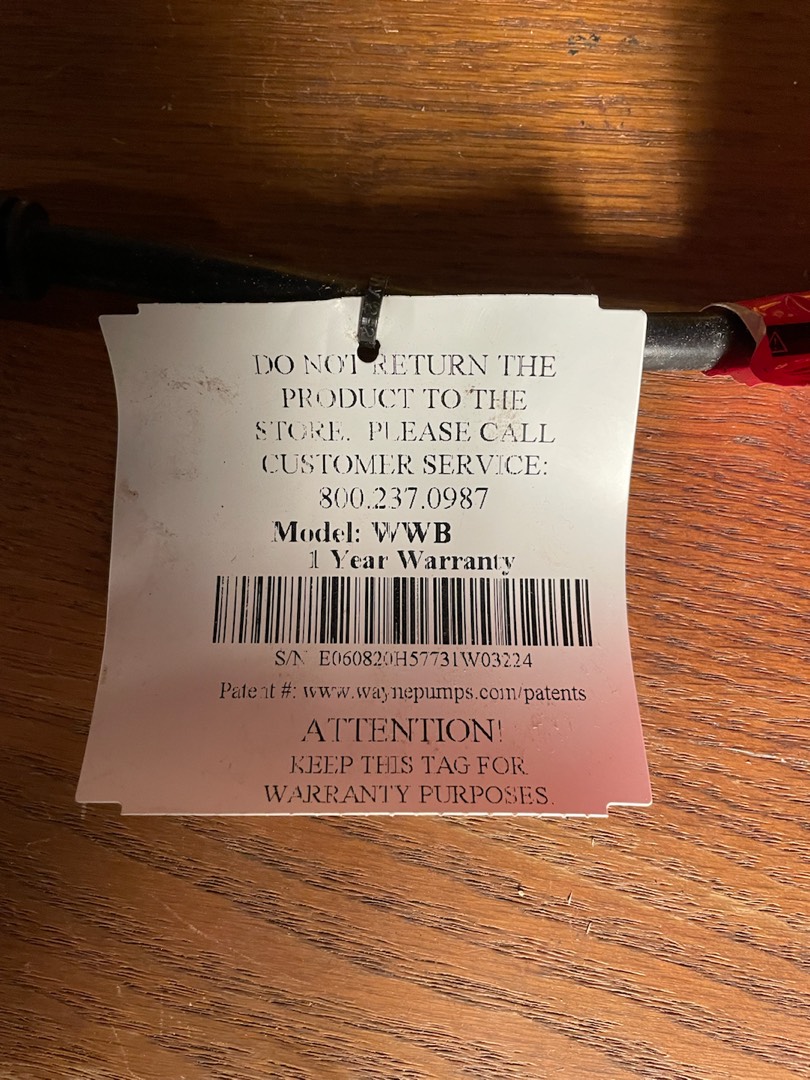 DO NOT RETURN THE
PRODUCT TO THE
STORE. PLEASE CALL
CUSTOMER SERVICE:
800.237.0987
Model: WWB
1 Year Warranty
S/N E060820H57731W03224
Patent #: www.waynepumps.com/patents
ATTENTION!
KEEP THIS TAG FOR
WARRANTY PURPOSES.